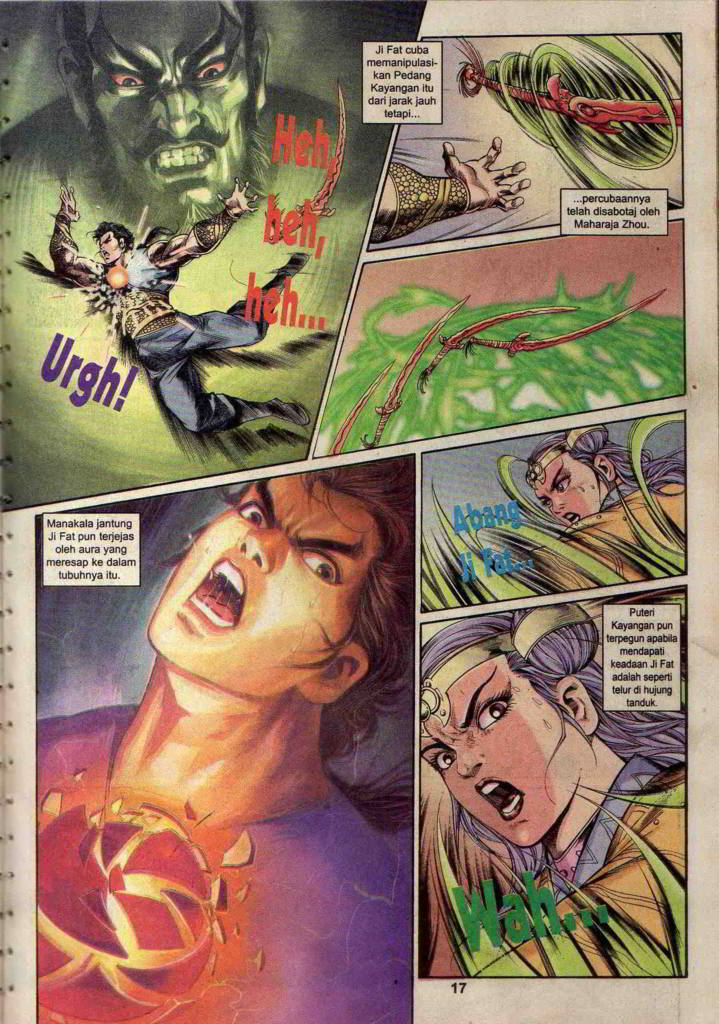 Heh,
heh,
heh...
Urgh!
Ji Fat cuba
memanipulasi-
kan Pedang
Kayangan itu
dari jarak jauh
tetapi...
...percubaannya
telah disabotaj oleh
Maharaja Zhou.
Manakala jantung
Ji Fat pun terjejas
oleh aura yang
meresap ke dalam
tubuhnya itu.
Abang
Ji Fat...
Puteri
Kayangan pun
terpegun apabila
mendapati
keadaan Ji Fat
adalah seperti
telur di hujung
tanduk.
Wah...
17